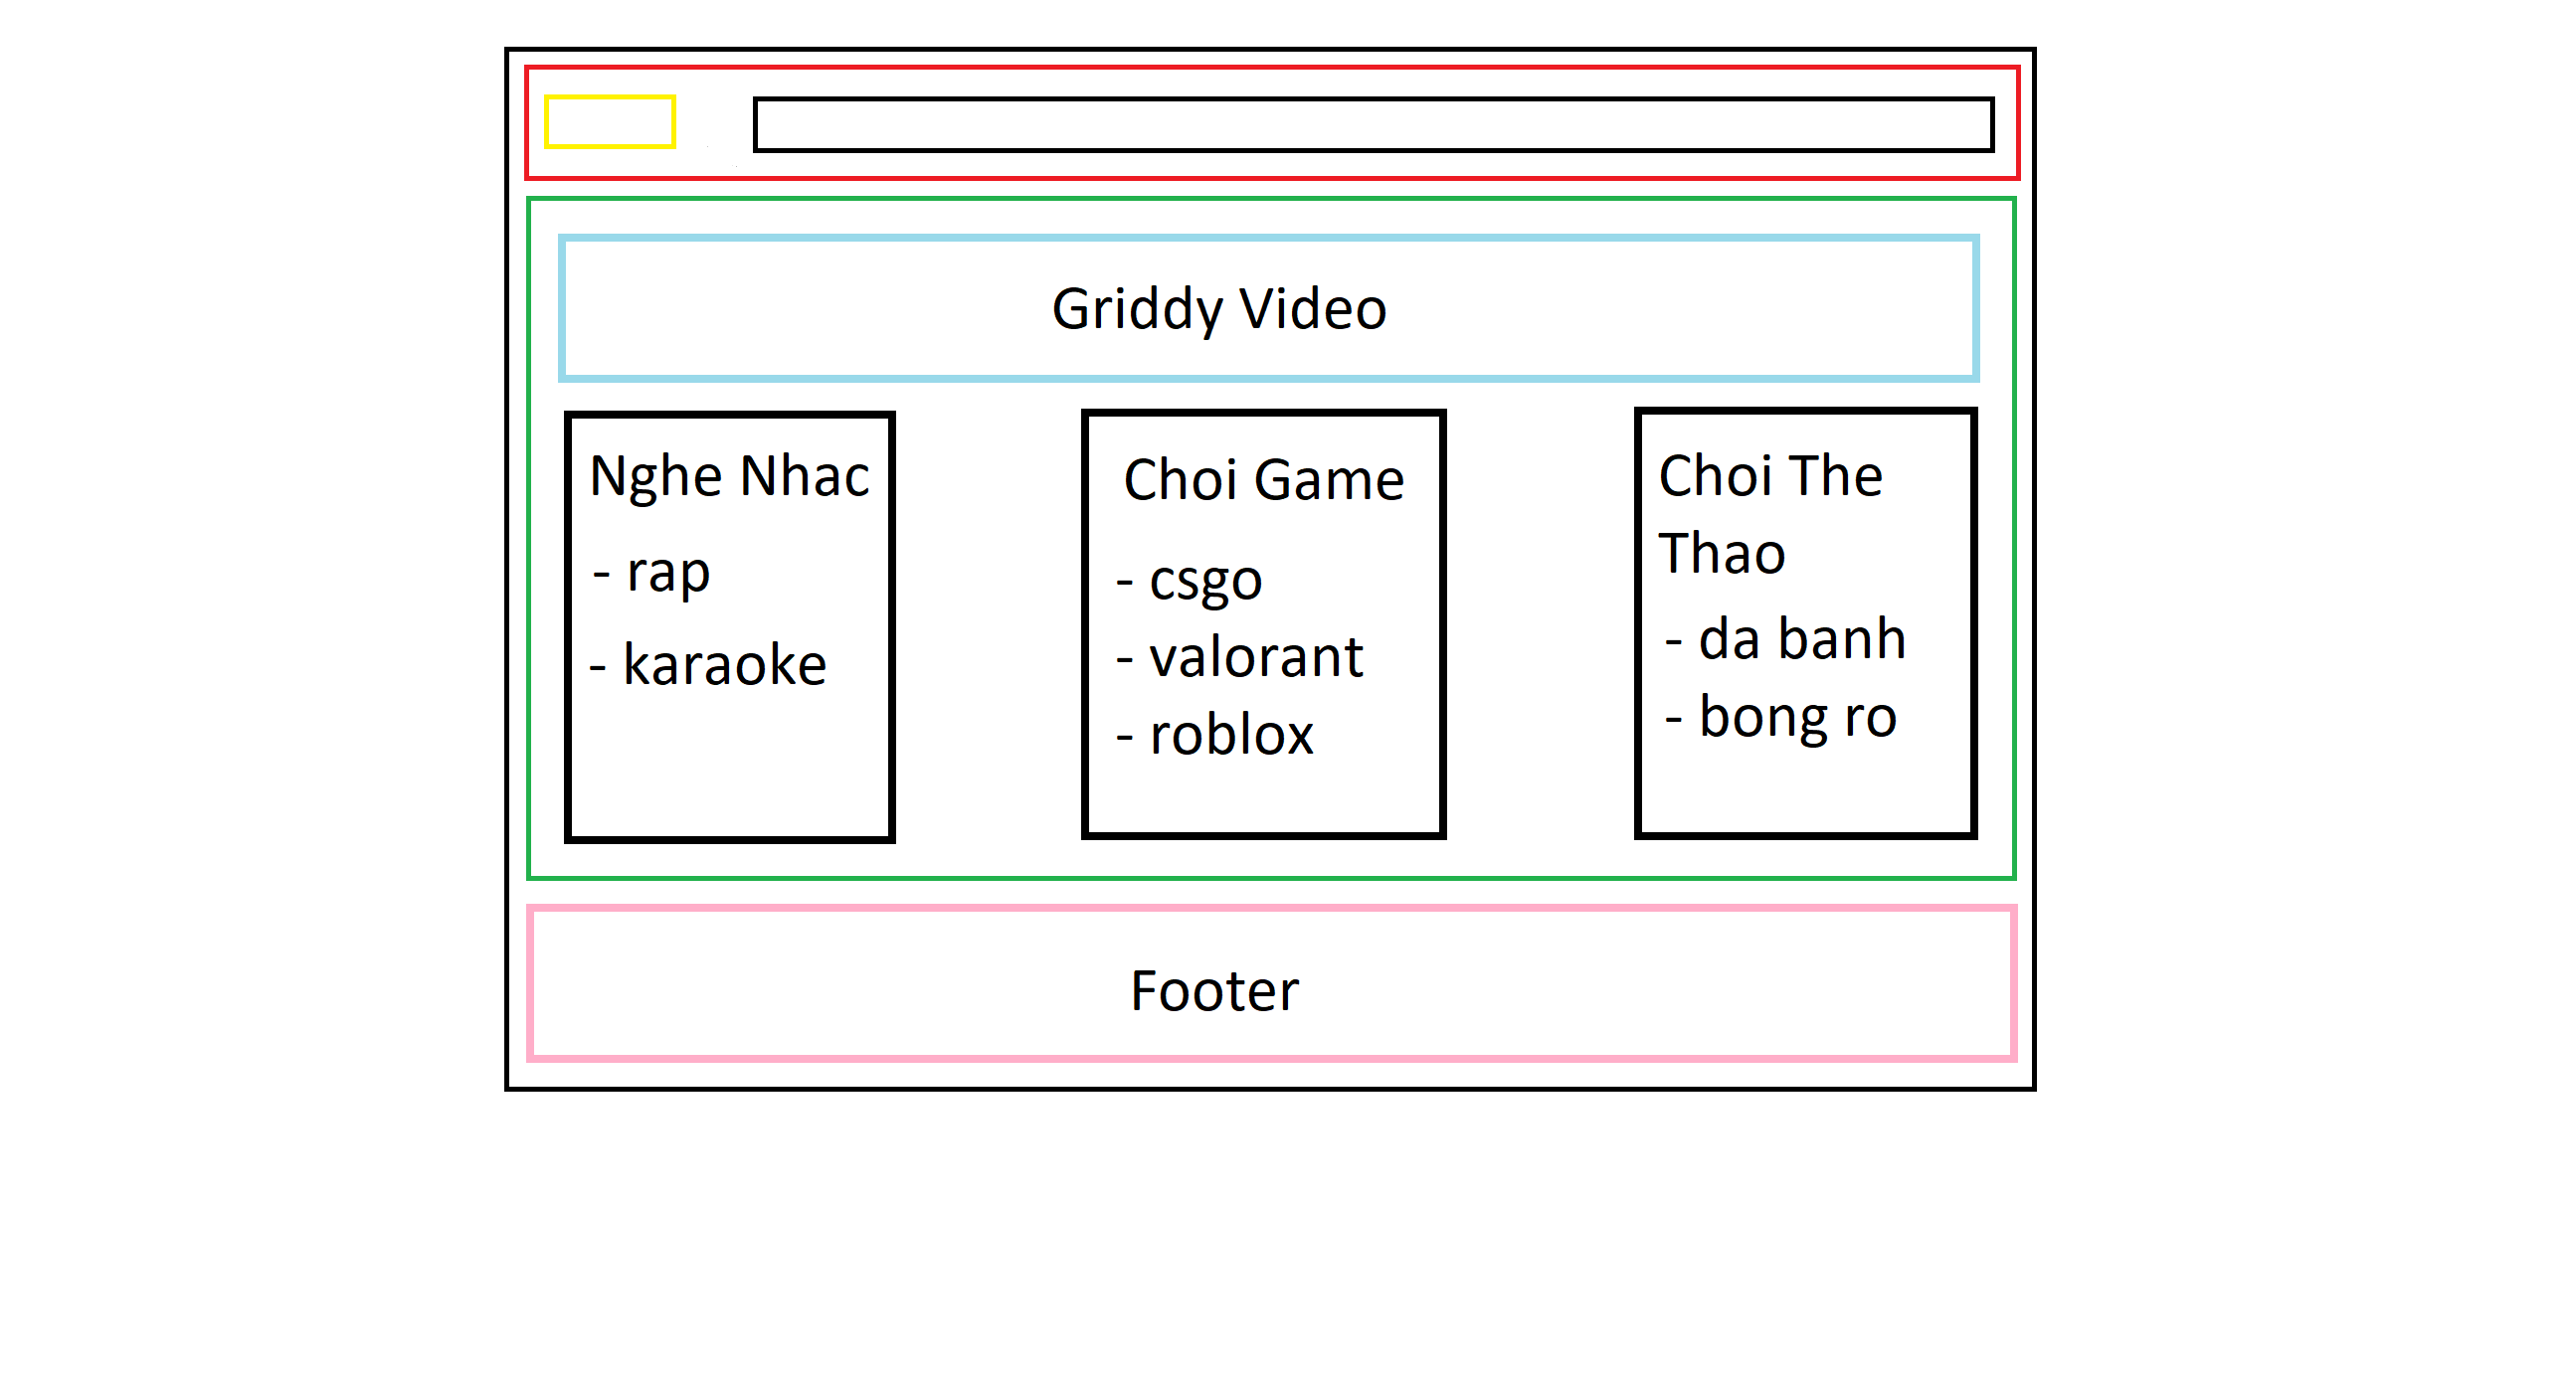 Griddy Video
Nghe Nhac
- rap
- karaoke
Choi Game
- csgo
- valorant
- roblox
Choi The
Thao
- da banh
- bong ro
Footer